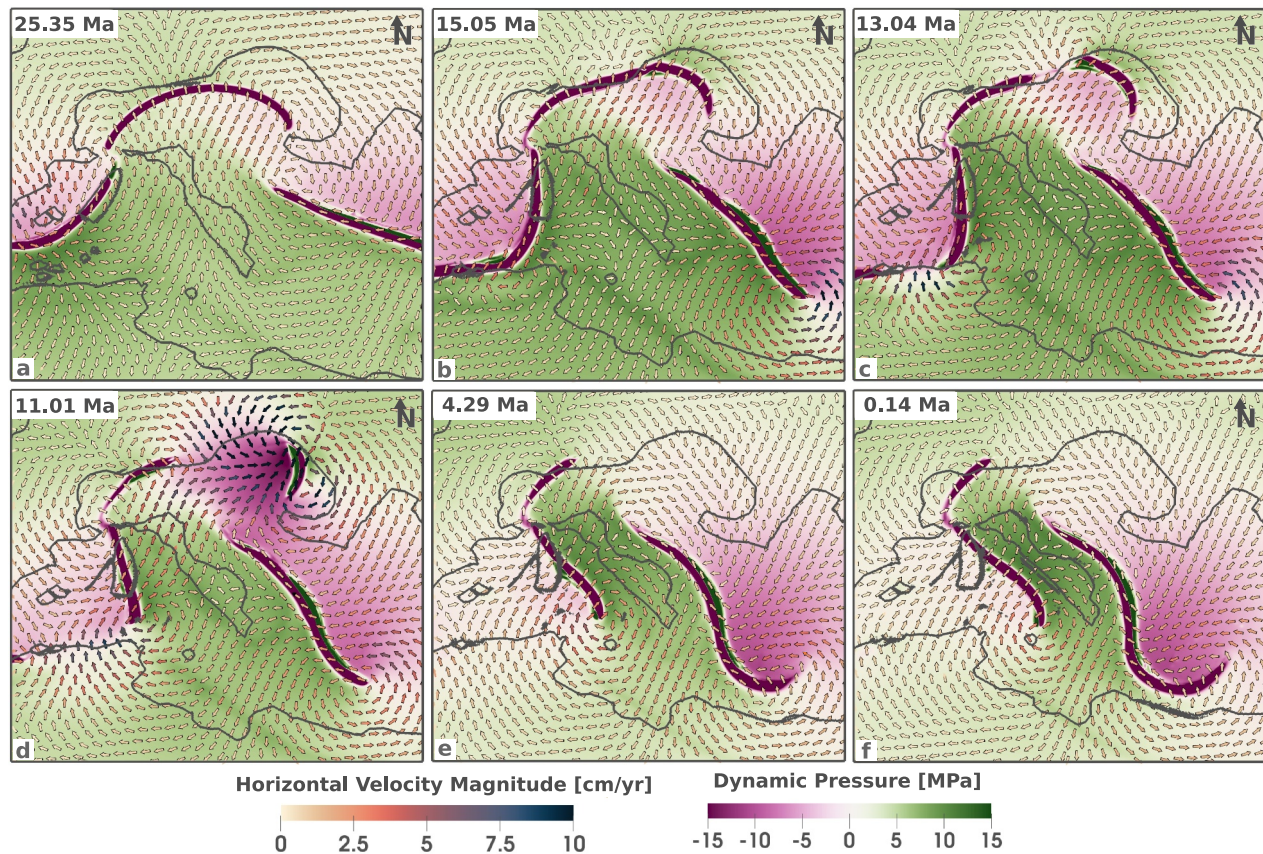 25.35 Ma
N
a
15.05 Ma
N
b
13.04 Ma
N
c
11.01 Ma
N
d
4.29 Ma
N
e
0.14 Ma
N
f
Horizontal Velocity Magnitude [cm/yr]
0 2.5 5 7.5 10
Dynamic Pressure [MPa]
-15 -10 -5 0 5 10 15